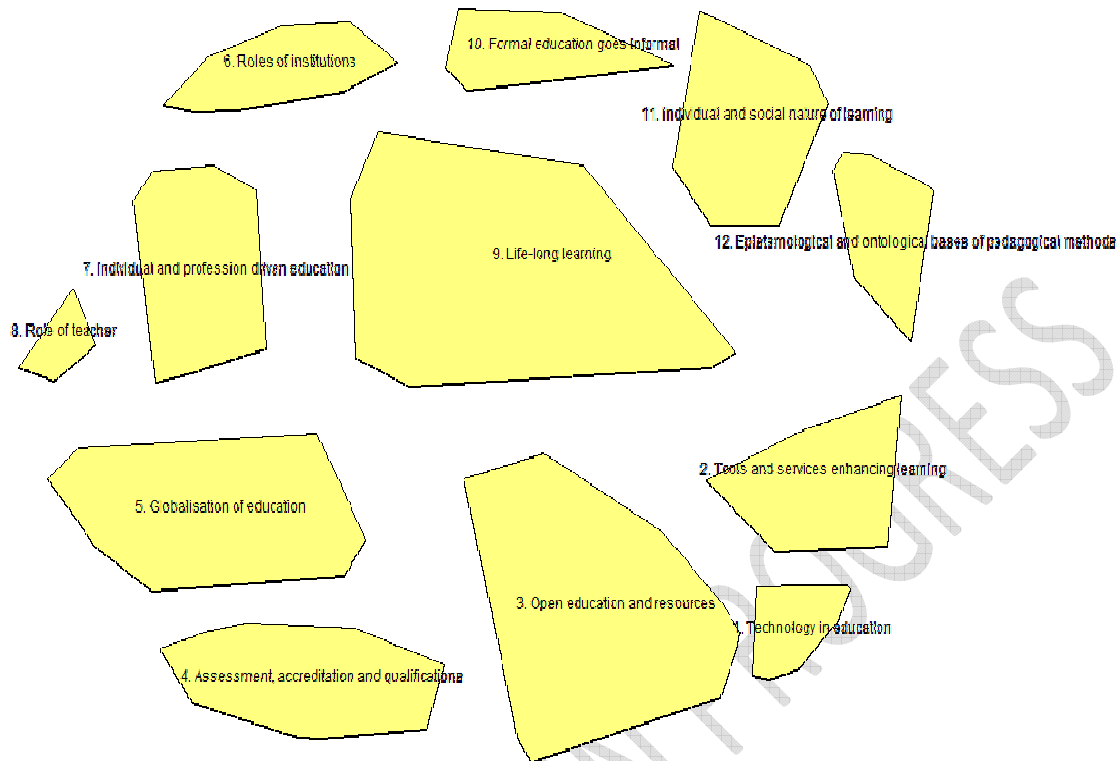 10. Formal education goes informal
6. Roles of institutions
11. Individual and social nature of learning
12. Epistemological and ontological bases of pedagogical methods
9. Life-long learning
7. Individual and profession driven education
8. Role of teacher
2. Tools and services enhancing learning
5. Globalisation of education
3. Open education and resources
1. Technology in education
4. Assessment, accreditation and qualifications
PROGRESS